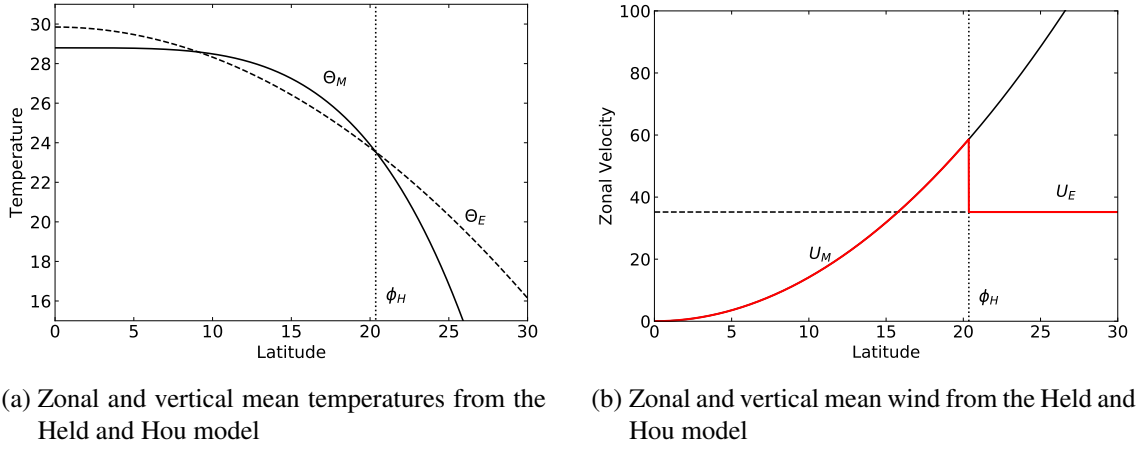 30
28
26
24
22
20
18
16
0 5 10 15 20 25 30
Temperature
Latitude
Θ_M
Θ_E
ϕ_H
100
80
60
40
20
0
0 5 10 15 20 25 30
Zonal Velocity
Latitude
U_E
U_M
ϕ_H
(a) Zonal and vertical mean temperatures from the
Held and Hou model
(b) Zonal and vertical mean wind from the Held and
Hou model